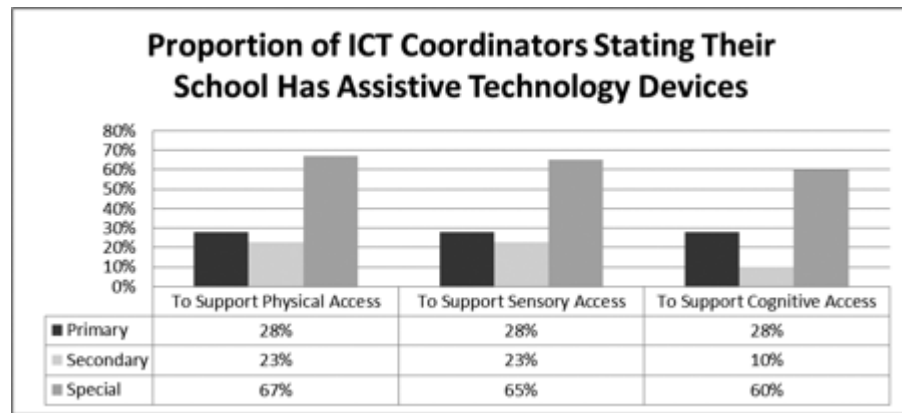 Proportion of ICT Coordinators Stating Their
School Has Assistive Technology Devices
80%
70%
60%
50%
40%
30%
20%
10%
0%
To Support Physical Access To Support Sensory Access To Support Cognitive Access
Primary 28% 28% 28%
Secondary 23% 23% 10%
Special 67% 65% 60%